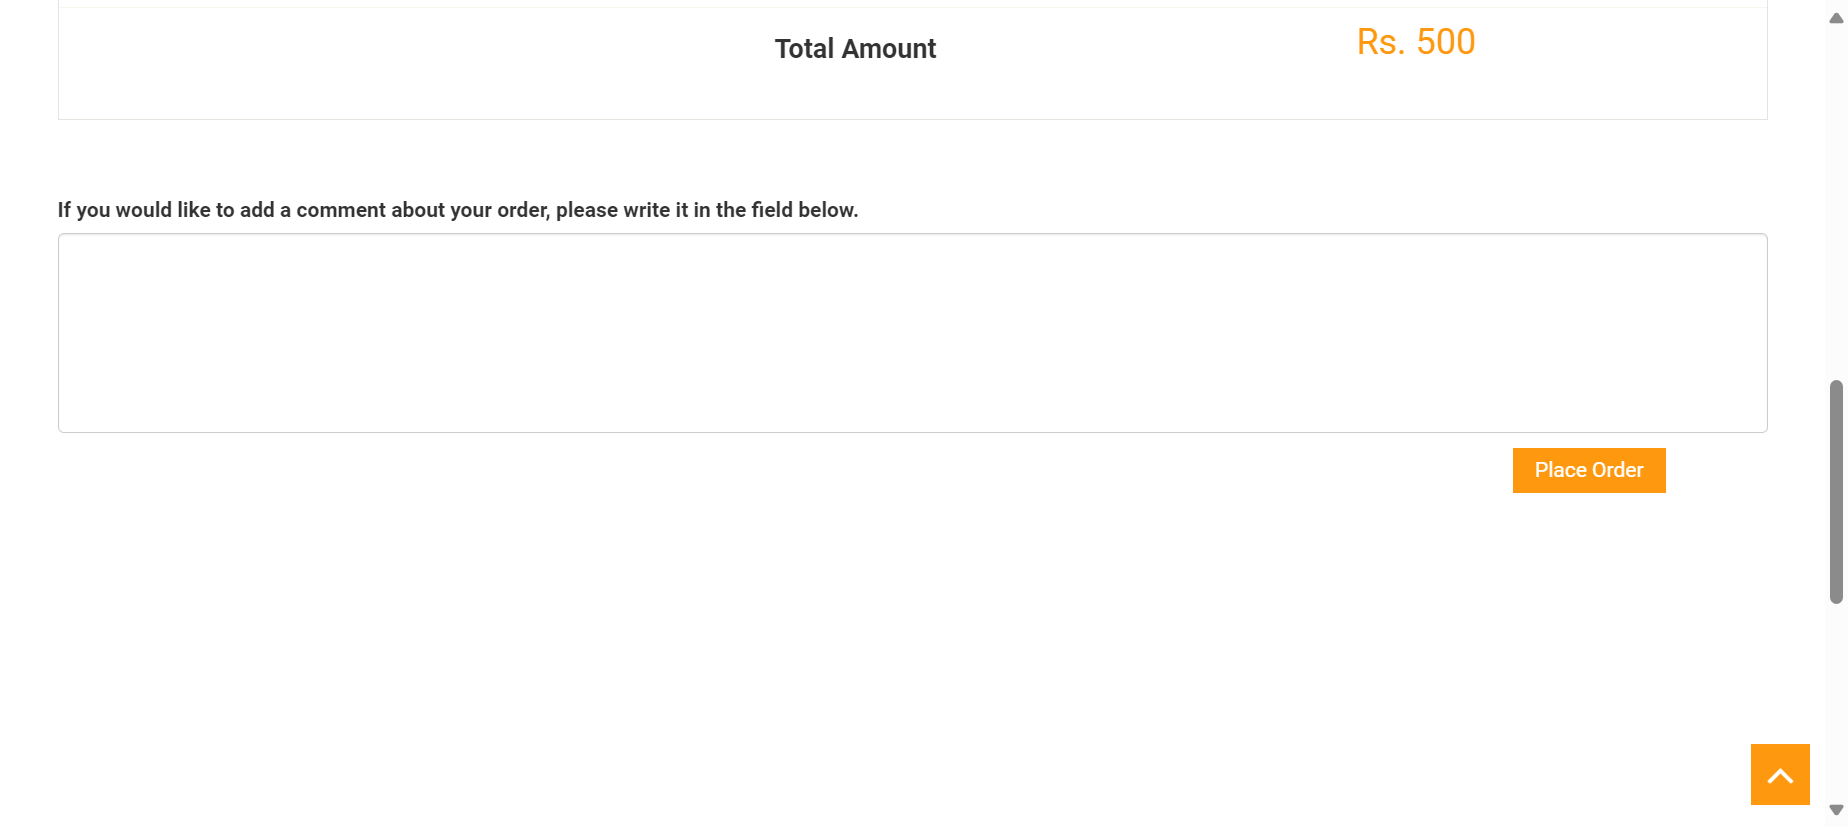 Total Amount Rs. 500
If you would like to add a comment about your order, please write it in the field below.
Place Order